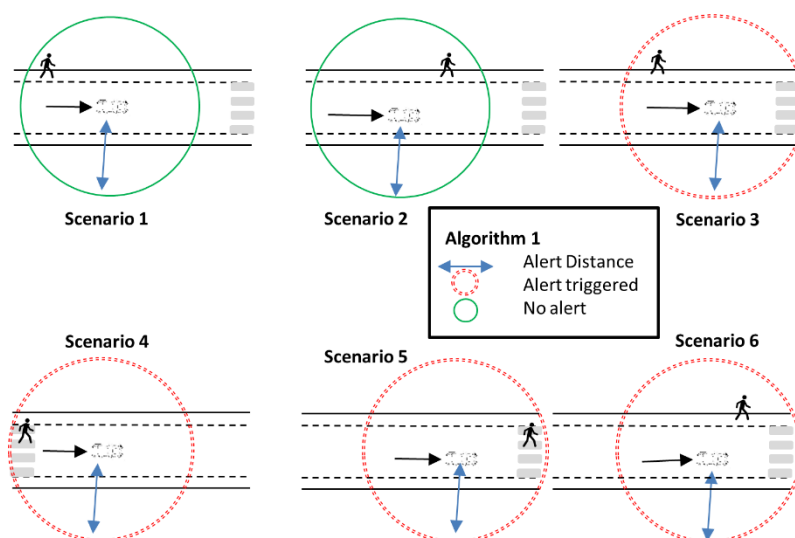 Scenario 1
Scenario 2
Scenario 3
Algorithm 1
Alert Distance
Alert triggered
No alert
Scenario 4
Scenario 5
Scenario 6